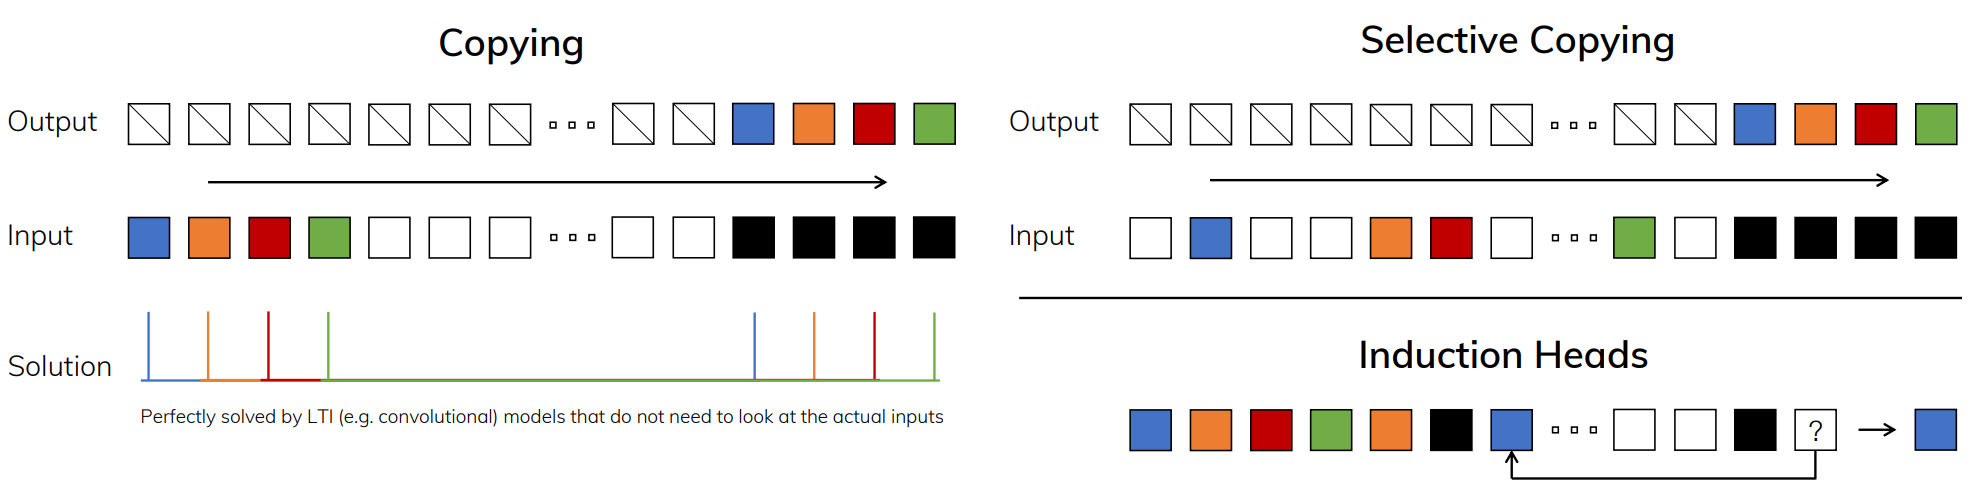 Copying
Output
Input
Solution
Perfectly solved by LTI (e.g. convolutional) models that do not need to look at the actual inputs
Selective Copying
Output
Input
Induction Heads
?